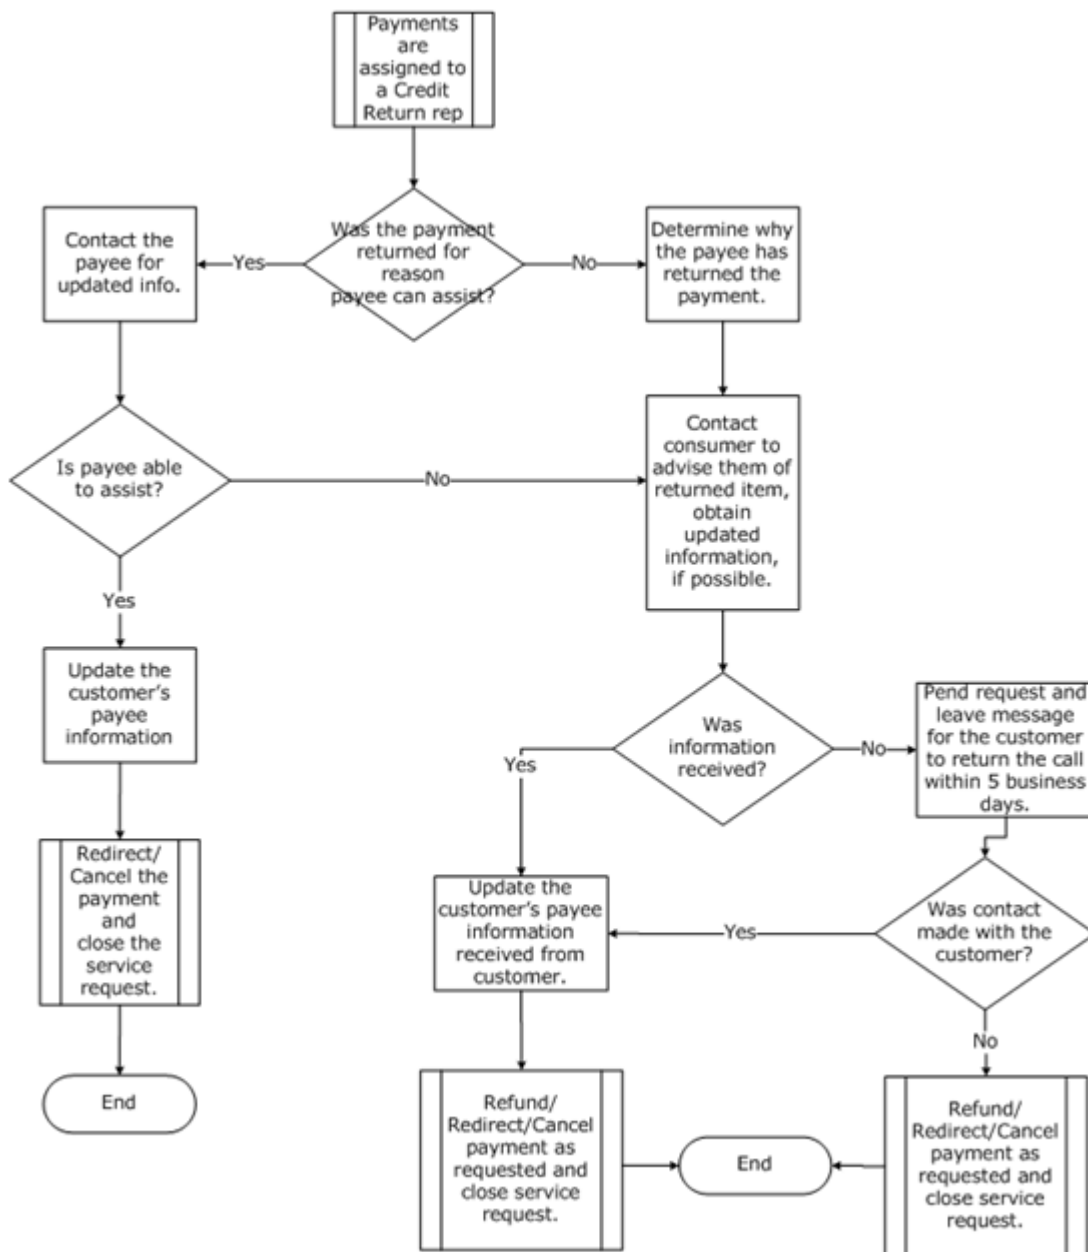 Payments
are
assigned to
a Credit
Return rep
Was the payment
returned for
reason
payee can assist?
Yes
No
Contact the
payee for
updated info.
Determine why
the payee has
returned the
payment.
Is payee able
to assist?
No
Contact
consumer to
advise them of
returned item,
obtain
updated
information,
if possible.
Yes
Update the
customer's
payee
information
Was
information
received?
Yes
No
Pend request and
leave message
for the customer
to return the call
within 5 business
days.
Redirect/
Cancel the
payment
and
close the
service
request.
Update the
customer's payee
information
received from
customer.
Yes
Was contact
made with the
customer?
No
End
Refund/
Redirect/Cancel
payment as
requested and
close service
request.
End
Refund/
Redirect/Cancel
payment as
requested and
close service
request.